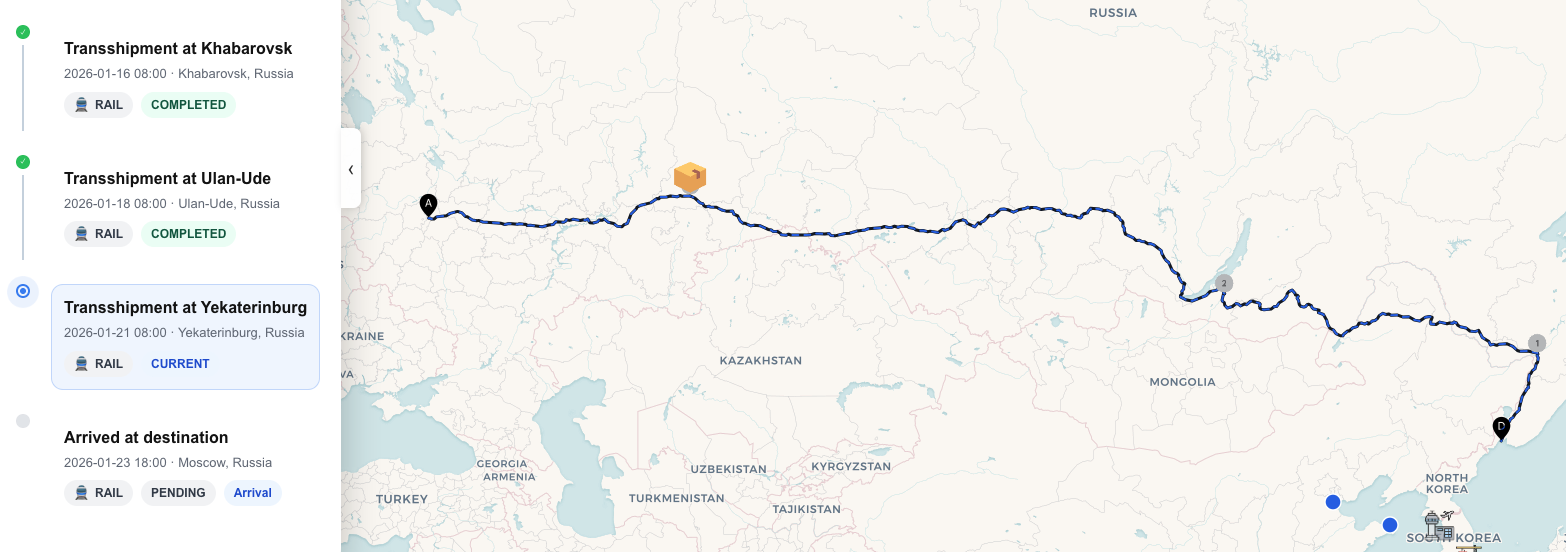 Transshipment at Khabarovsk
2026-01-16 08:00 · Khabarovsk, Russia
RAIL COMPLETED
Transshipment at Ulan-Ude
2026-01-18 08:00 · Ulan-Ude, Russia
RAIL COMPLETED
Transshipment at Yekaterinburg
2026-01-21 08:00 · Yekaterinburg, Russia
RAIL CURRENT
Arrived at destination
2026-01-23 18:00 · Moscow, Russia
RAIL PENDING Arrival
RUSSIA
A
2
1
D
KRAINE
KAZAKHSTAN
MONGOLIA
GEORGIA
ARMENIA
UZBEKISTAN
KYRGYZSTAN
TURKEY
TURKMENISTAN
TAJIKISTAN
NORTH
KOREA
SOUTH KOREA